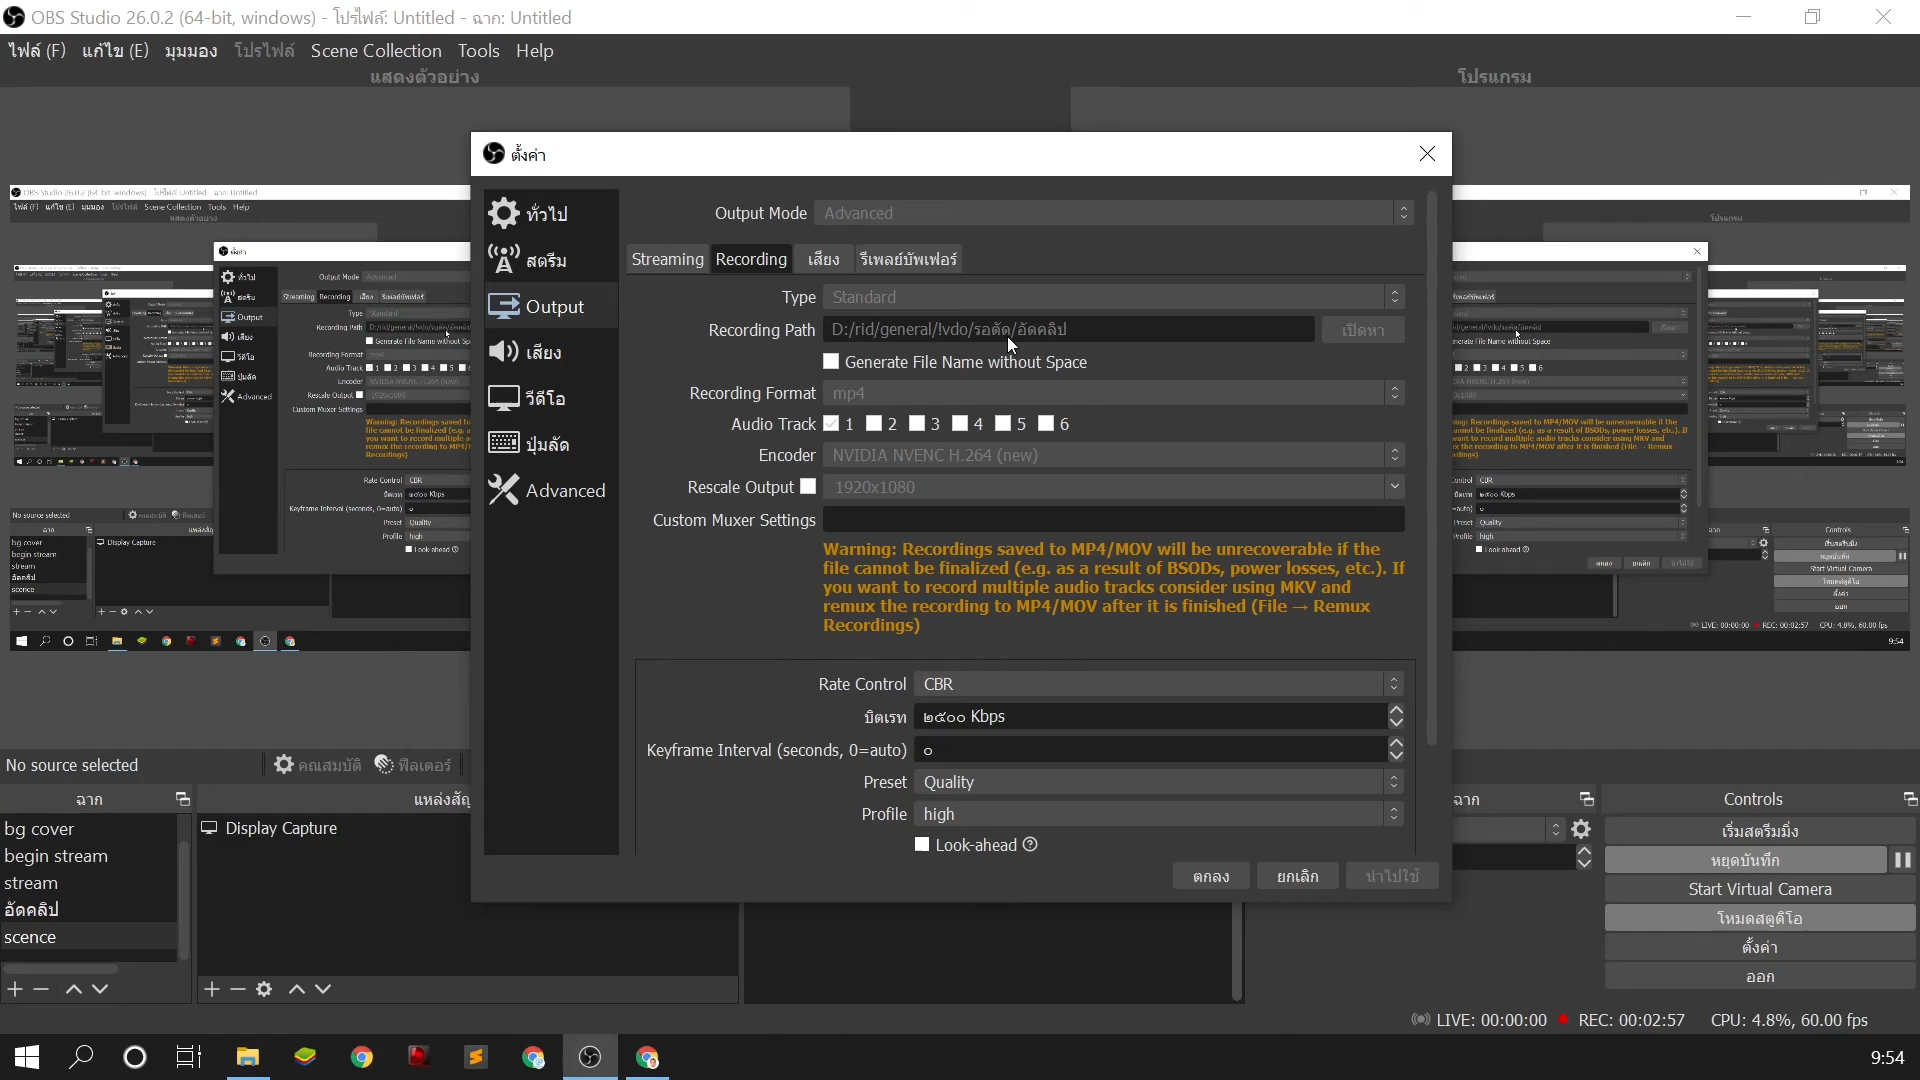 OBS Studio 26.0.2 (64-bit, windows) - โปรไฟล์: Untitled - ฉาก: Untitled
ไฟล์ (F) แก้ไข (E) มุมมอง โปรไฟล์ Scene Collection Tools Help
แสดงตัวอย่าง
โปรแกรม
ตั้งค่า
ทั่วไป
สตรีม
Output
เสียง
วีดีโอ
ปุ่มลัด
Advanced
Output Mode Advanced
Streaming Recording เสียง รีเพลย์บัพเฟอร์
Type Standard
Recording Path D:/rid/general/!vdo/รอตัด/อัดคลิป เปิดหา
Generate File Name without Space
Recording Format mp4
Audio Track 1 2 3 4 5 6
Encoder NVIDIA NVENC H.264 (new)
Rescale Output 1920x1080
Custom Muxer Settings
Warning: Recordings saved to MP4/MOV will be unrecoverable if the
file cannot be finalized (e.g. as a result of BSODs, power losses, etc.). If
you want to record multiple audio tracks consider using MKV and
remux the recording to MP4/MOV after it is finished (File → Remux
Recordings)
Rate Control CBR
บิตเรท ๒๕๐๐ Kbps
Keyframe Interval (seconds, 0=auto) ๐
Preset Quality
Profile high
Look-ahead
ตกลง ยกเลิก นำไปใช้
No source selected คุณสมบัติ ฟิลเตอร์
ฉาก
bg cover
begin stream
stream
อัดคลิป
scence
Display Capture
Controls
เริ่มสตรีมมิ่ง
หยุดบันทึก
Start Virtual Camera
โหมดสตูดิโอ
ตั้งค่า
ออก
LIVE: 00:00:00 REC: 00:02:57 CPU: 4.8%, 60.00 fps
9:54